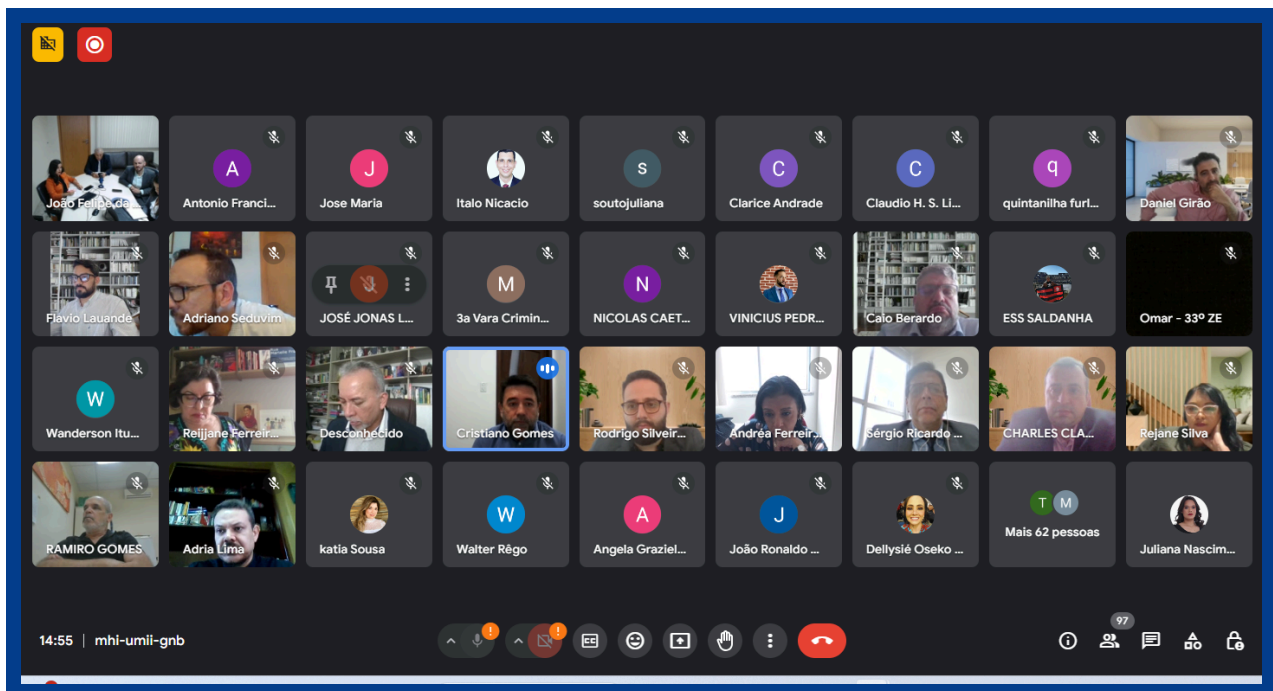 João Felipe da ...
A
Antonio Franci...
J
Jose Maria
Italo Nicacio
s
soutojuliana
C
Clarice Andrade
C
Claudio H. S. Li...
q
quintanilha furl...
Daniel Girão
Flavio Lauande
Adriano Seduvim
JOSÉ JONAS L...
M
3a Vara Crimin...
N
NICOLAS CAET...
VINICIUS PEDR...
Caio Berardo
ESS SALDANHA
Omar - 33º ZE
W
Wanderson Itu...
Reijjane Ferreir...
Desconhecido
Cristiano Gomes
Rodrigo Silveir...
Andréa Ferreir...
Sérgio Ricardo ...
CHARLES CLA...
Rejane Silva
RAMIRO GOMES
Adria Lima
katia Sousa
W
Walter Rêgo
A
Angela Graziel...
J
João Ronaldo ...
Dellysié Oseko ...
T M
Mais 62 pessoas
Juliana Nascim...
14:55 | mhi-umii-gnb
! !
CC
97